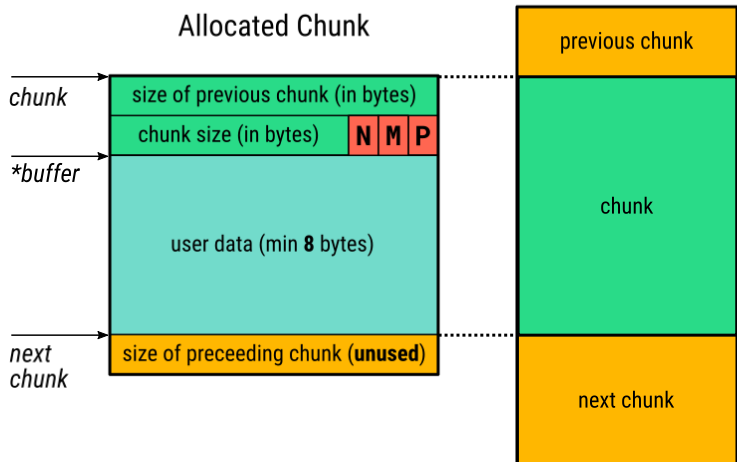 Allocated Chunk
previous chunk
chunk
size of previous chunk (in bytes)
chunk size (in bytes) N M P
*buffer
user data (min 8 bytes)
chunk
next
chunk
size of preceeding chunk (unused)
next chunk